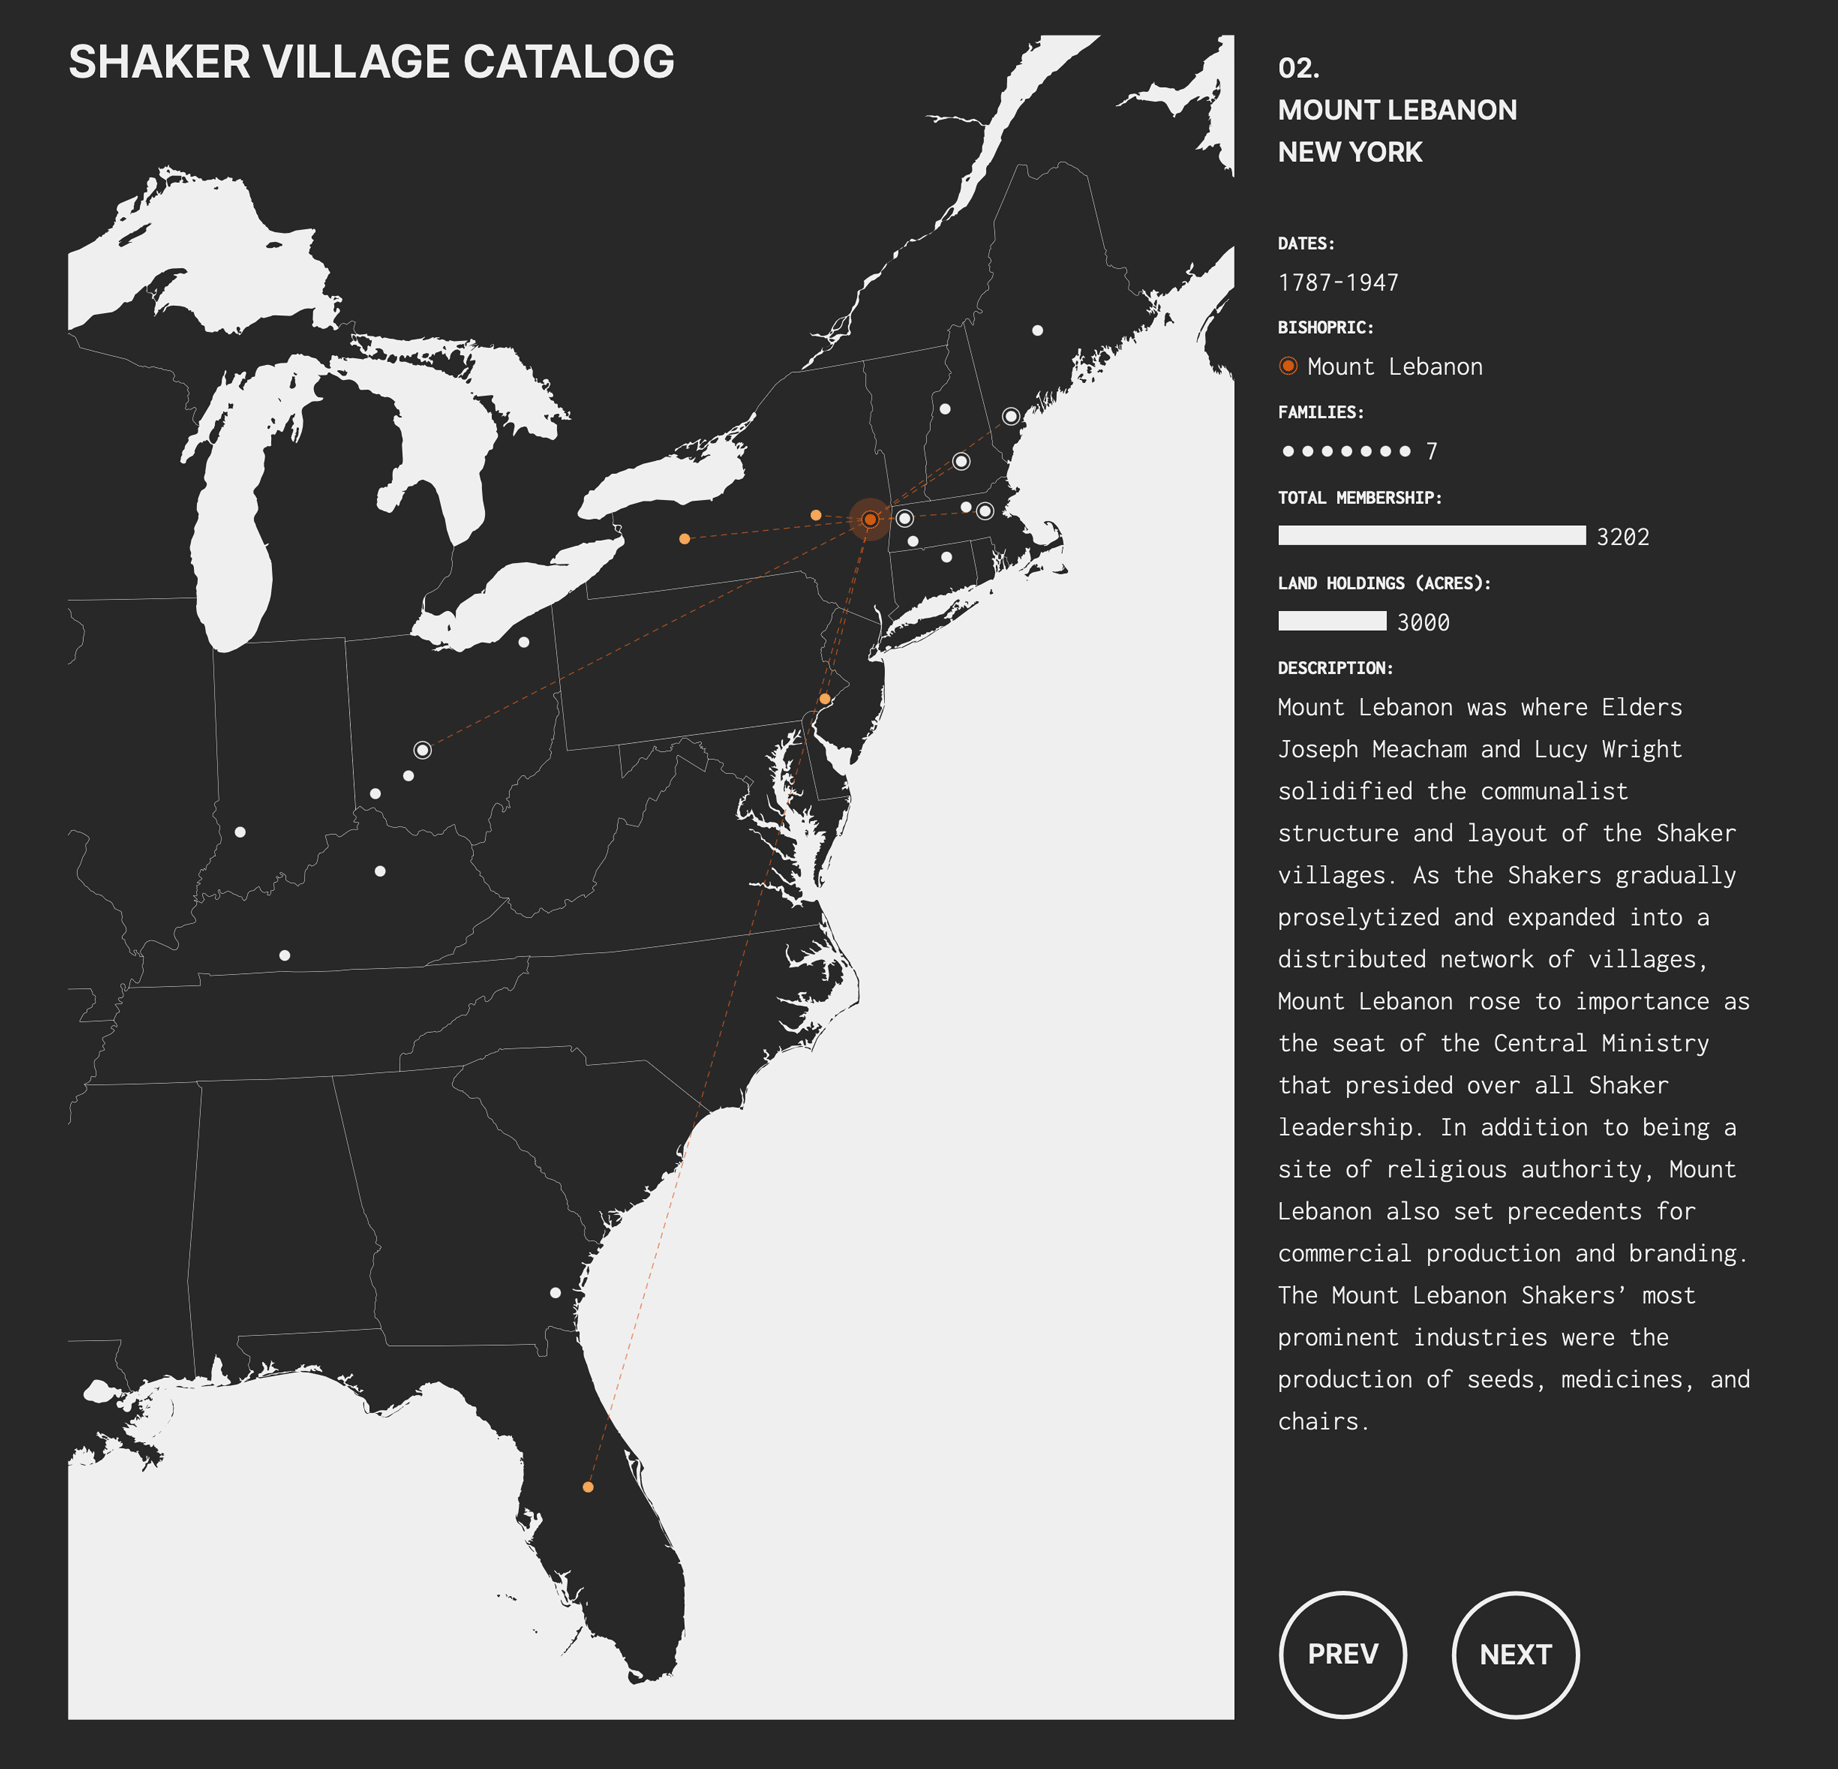 SHAKER VILLAGE CATALOG
02.
MOUNT LEBANON
NEW YORK
DATES:
1787-1947
BISHOPRIC:
Mount Lebanon
FAMILIES:
7
TOTAL MEMBERSHIP:
3202
LAND HOLDINGS (ACRES):
3000
DESCRIPTION:
Mount Lebanon was where Elders
Joseph Meacham and Lucy Wright
solidified the communalist
structure and layout of the Shaker
villages. As the Shakers gradually
proselytized and expanded into a
distributed network of villages,
Mount Lebanon rose to importance as
the seat of the Central Ministry
that presided over all Shaker
leadership. In addition to being a
site of religious authority, Mount
Lebanon also set precedents for
commercial production and branding.
The Mount Lebanon Shakers’ most
prominent industries were the
production of seeds, medicines, and
chairs.
PREV
NEXT